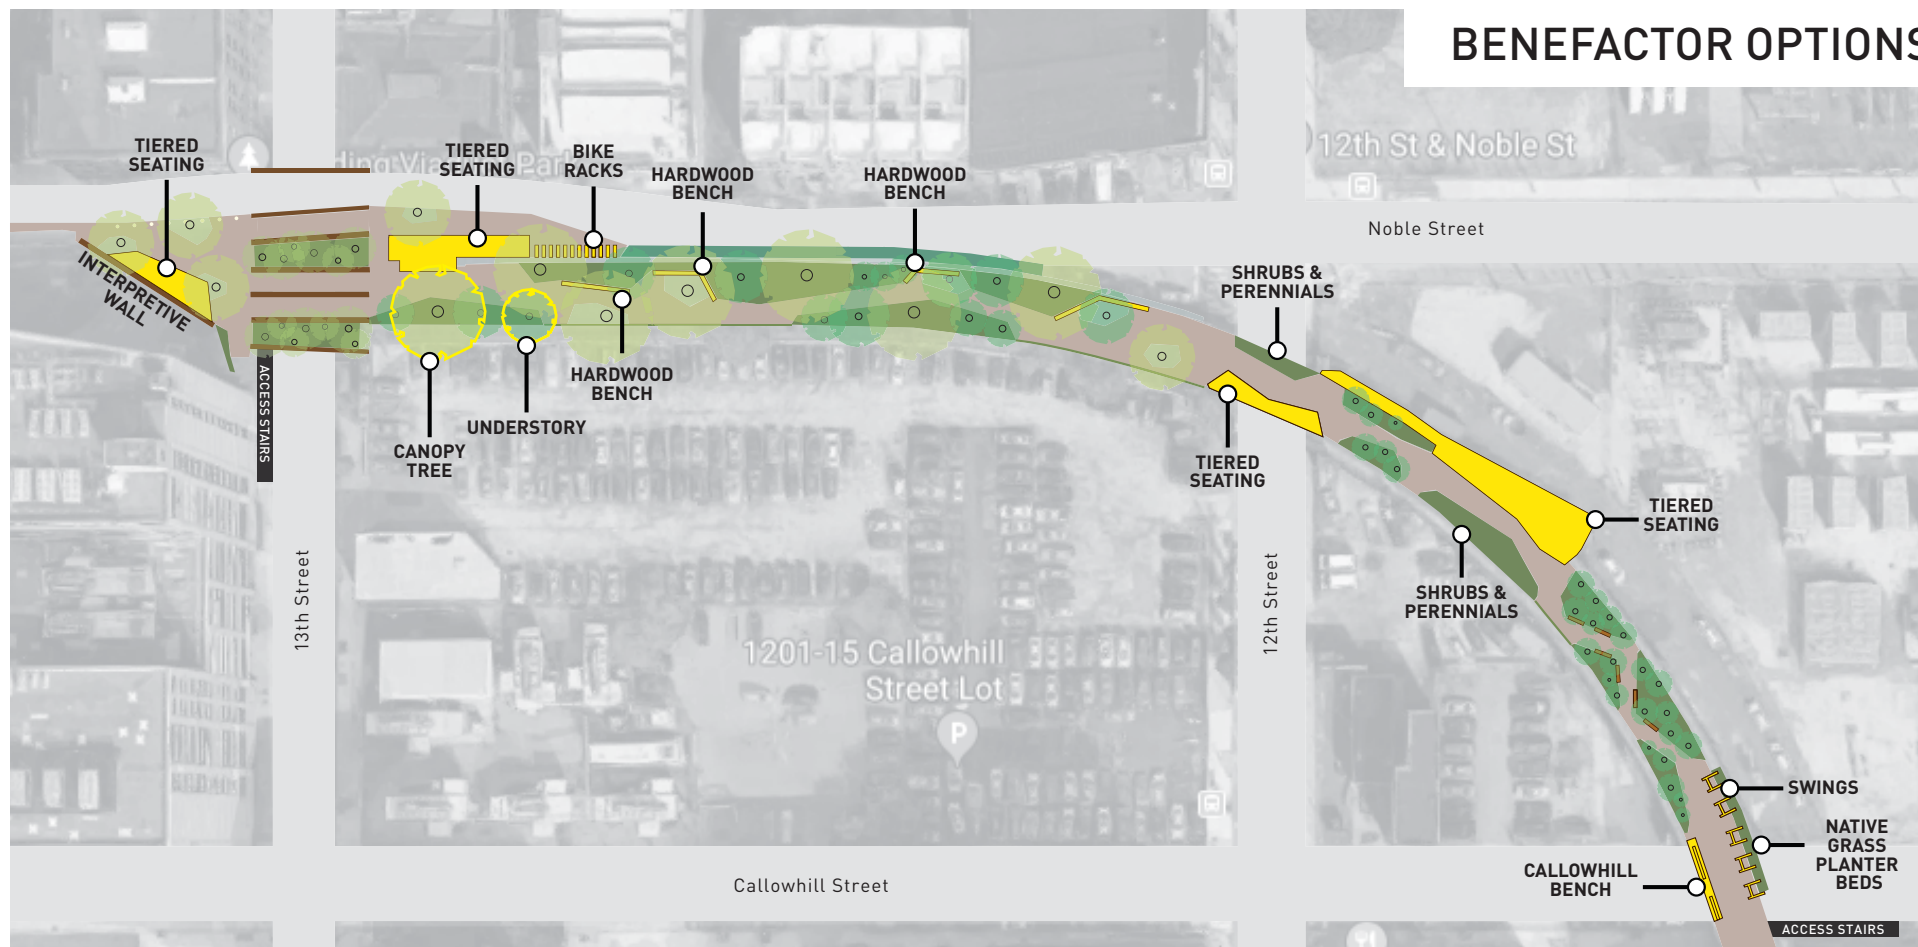 BENEFACTOR OPTIONS
TIERED
SEATING
TIERED
SEATING
BIKE
RACKS
HARDWOOD
BENCH
HARDWOOD
BENCH
12th St & Noble St
Noble Street
INTERPRETIVE
WALL
SHRUBS &
PERENNIALS
ACCESS STAIRS
HARDWOOD
BENCH
UNDERSTORY
CANOPY
TREE
TIERED
SEATING
TIERED
SEATING
SHRUBS &
PERENNIALS
13th Street
12th Street
1201-15 Callowhill
Street Lot
P
SWINGS
NATIVE
GRASS
PLANTER
BEDS
CALLOWHILL
BENCH
Callowhill Street
ACCESS STAIRS